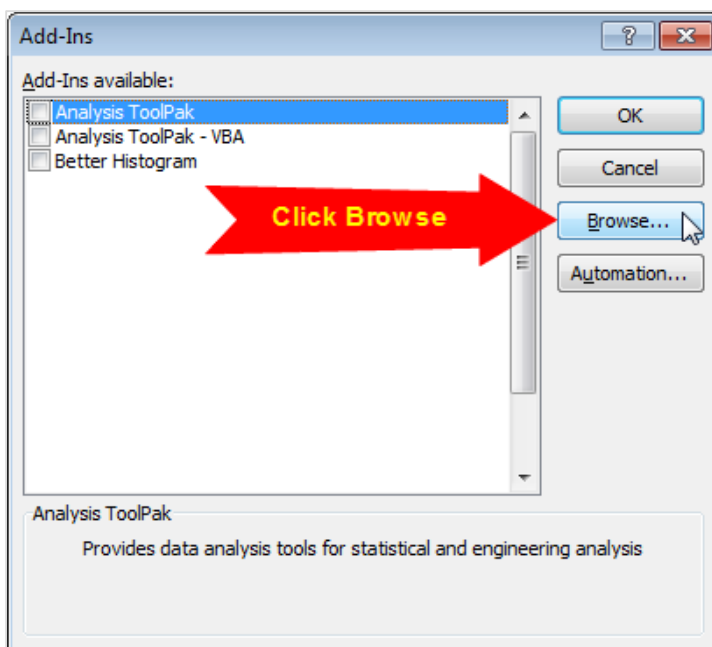 Add-Ins
Add-Ins available:
Analysis ToolPak
Analysis ToolPak - VBA
Better Histogram
OK
Cancel
Click Browse
Browse...
Automation...
Analysis ToolPak
Provides data analysis tools for statistical and engineering analysis